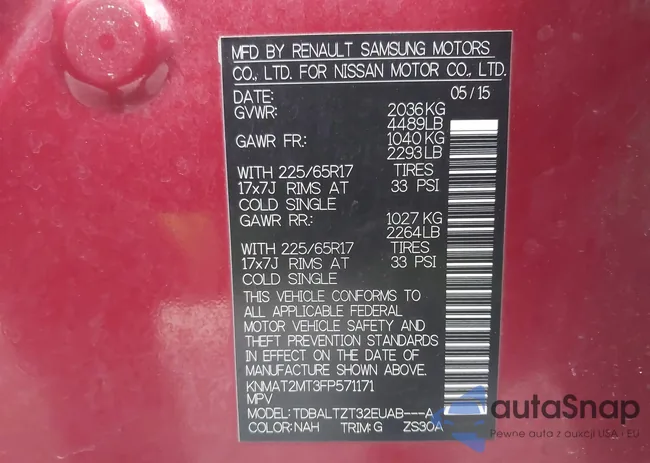 MFD BY RENAULT SAMSUNG MOTORS
CO., LTD. FOR NISSAN MOTOR CO., LTD.
DATE: 05/15
GVWR: 2036KG
4489LB
GAWR FR: 1040KG
2293LB
WITH 225/65R17 TIRES
17x7J RIMS AT 33 PSI
COLD SINGLE
GAWR RR: 1027 KG
2264LB
WITH 225/65R17 TIRES
17x7J RIMS AT 33 PSI
COLD SINGLE
THIS VEHICLE CONFORMS TO
ALL APPLICABLE FEDERAL
MOTOR VEHICLE SAFETY AND
THEFT PREVENTION STANDARDS
IN EFFECT ON THE DATE OF
MANUFACTURE SHOWN ABOVE.
KNMAT2MT3FP571171
MPV
MODEL: TDBALTZT32EUAB---A
COLOR: NAH TRIM: G ZS30A
autoSnap
Pewne auta z aukcji USA i EU